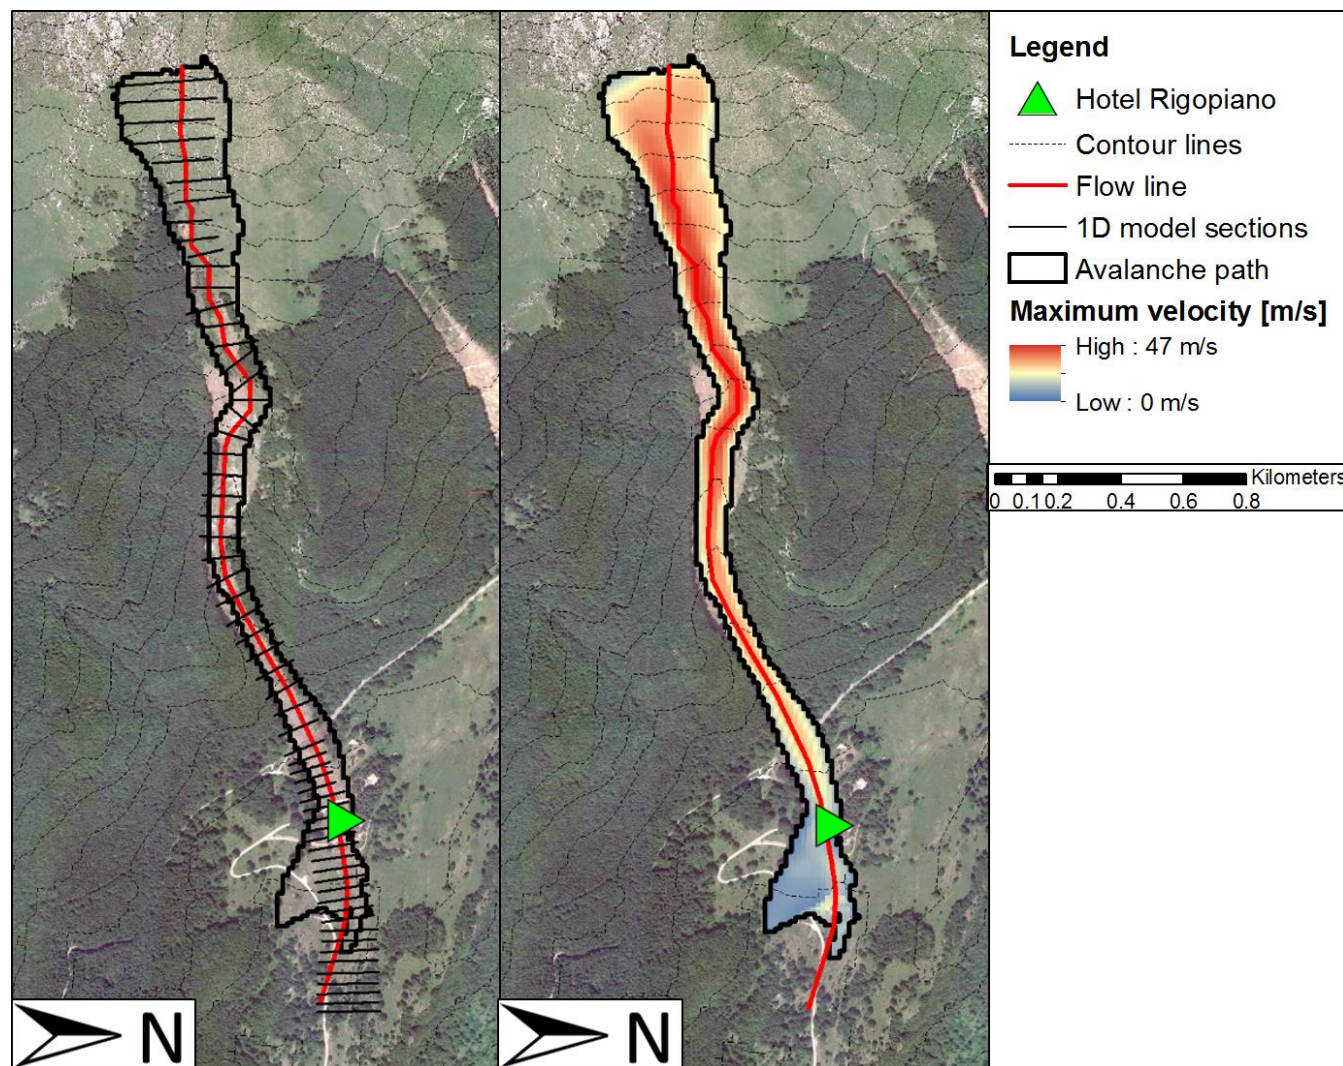 Legend
Hotel Rigopiano
Contour lines
Flow line
1D model sections
Avalanche path
Maximum velocity [m/s]
High : 47 m/s
Low : 0 m/s
Kilometers
0 0.1 0.2 0.4 0.6 0.8
N
N